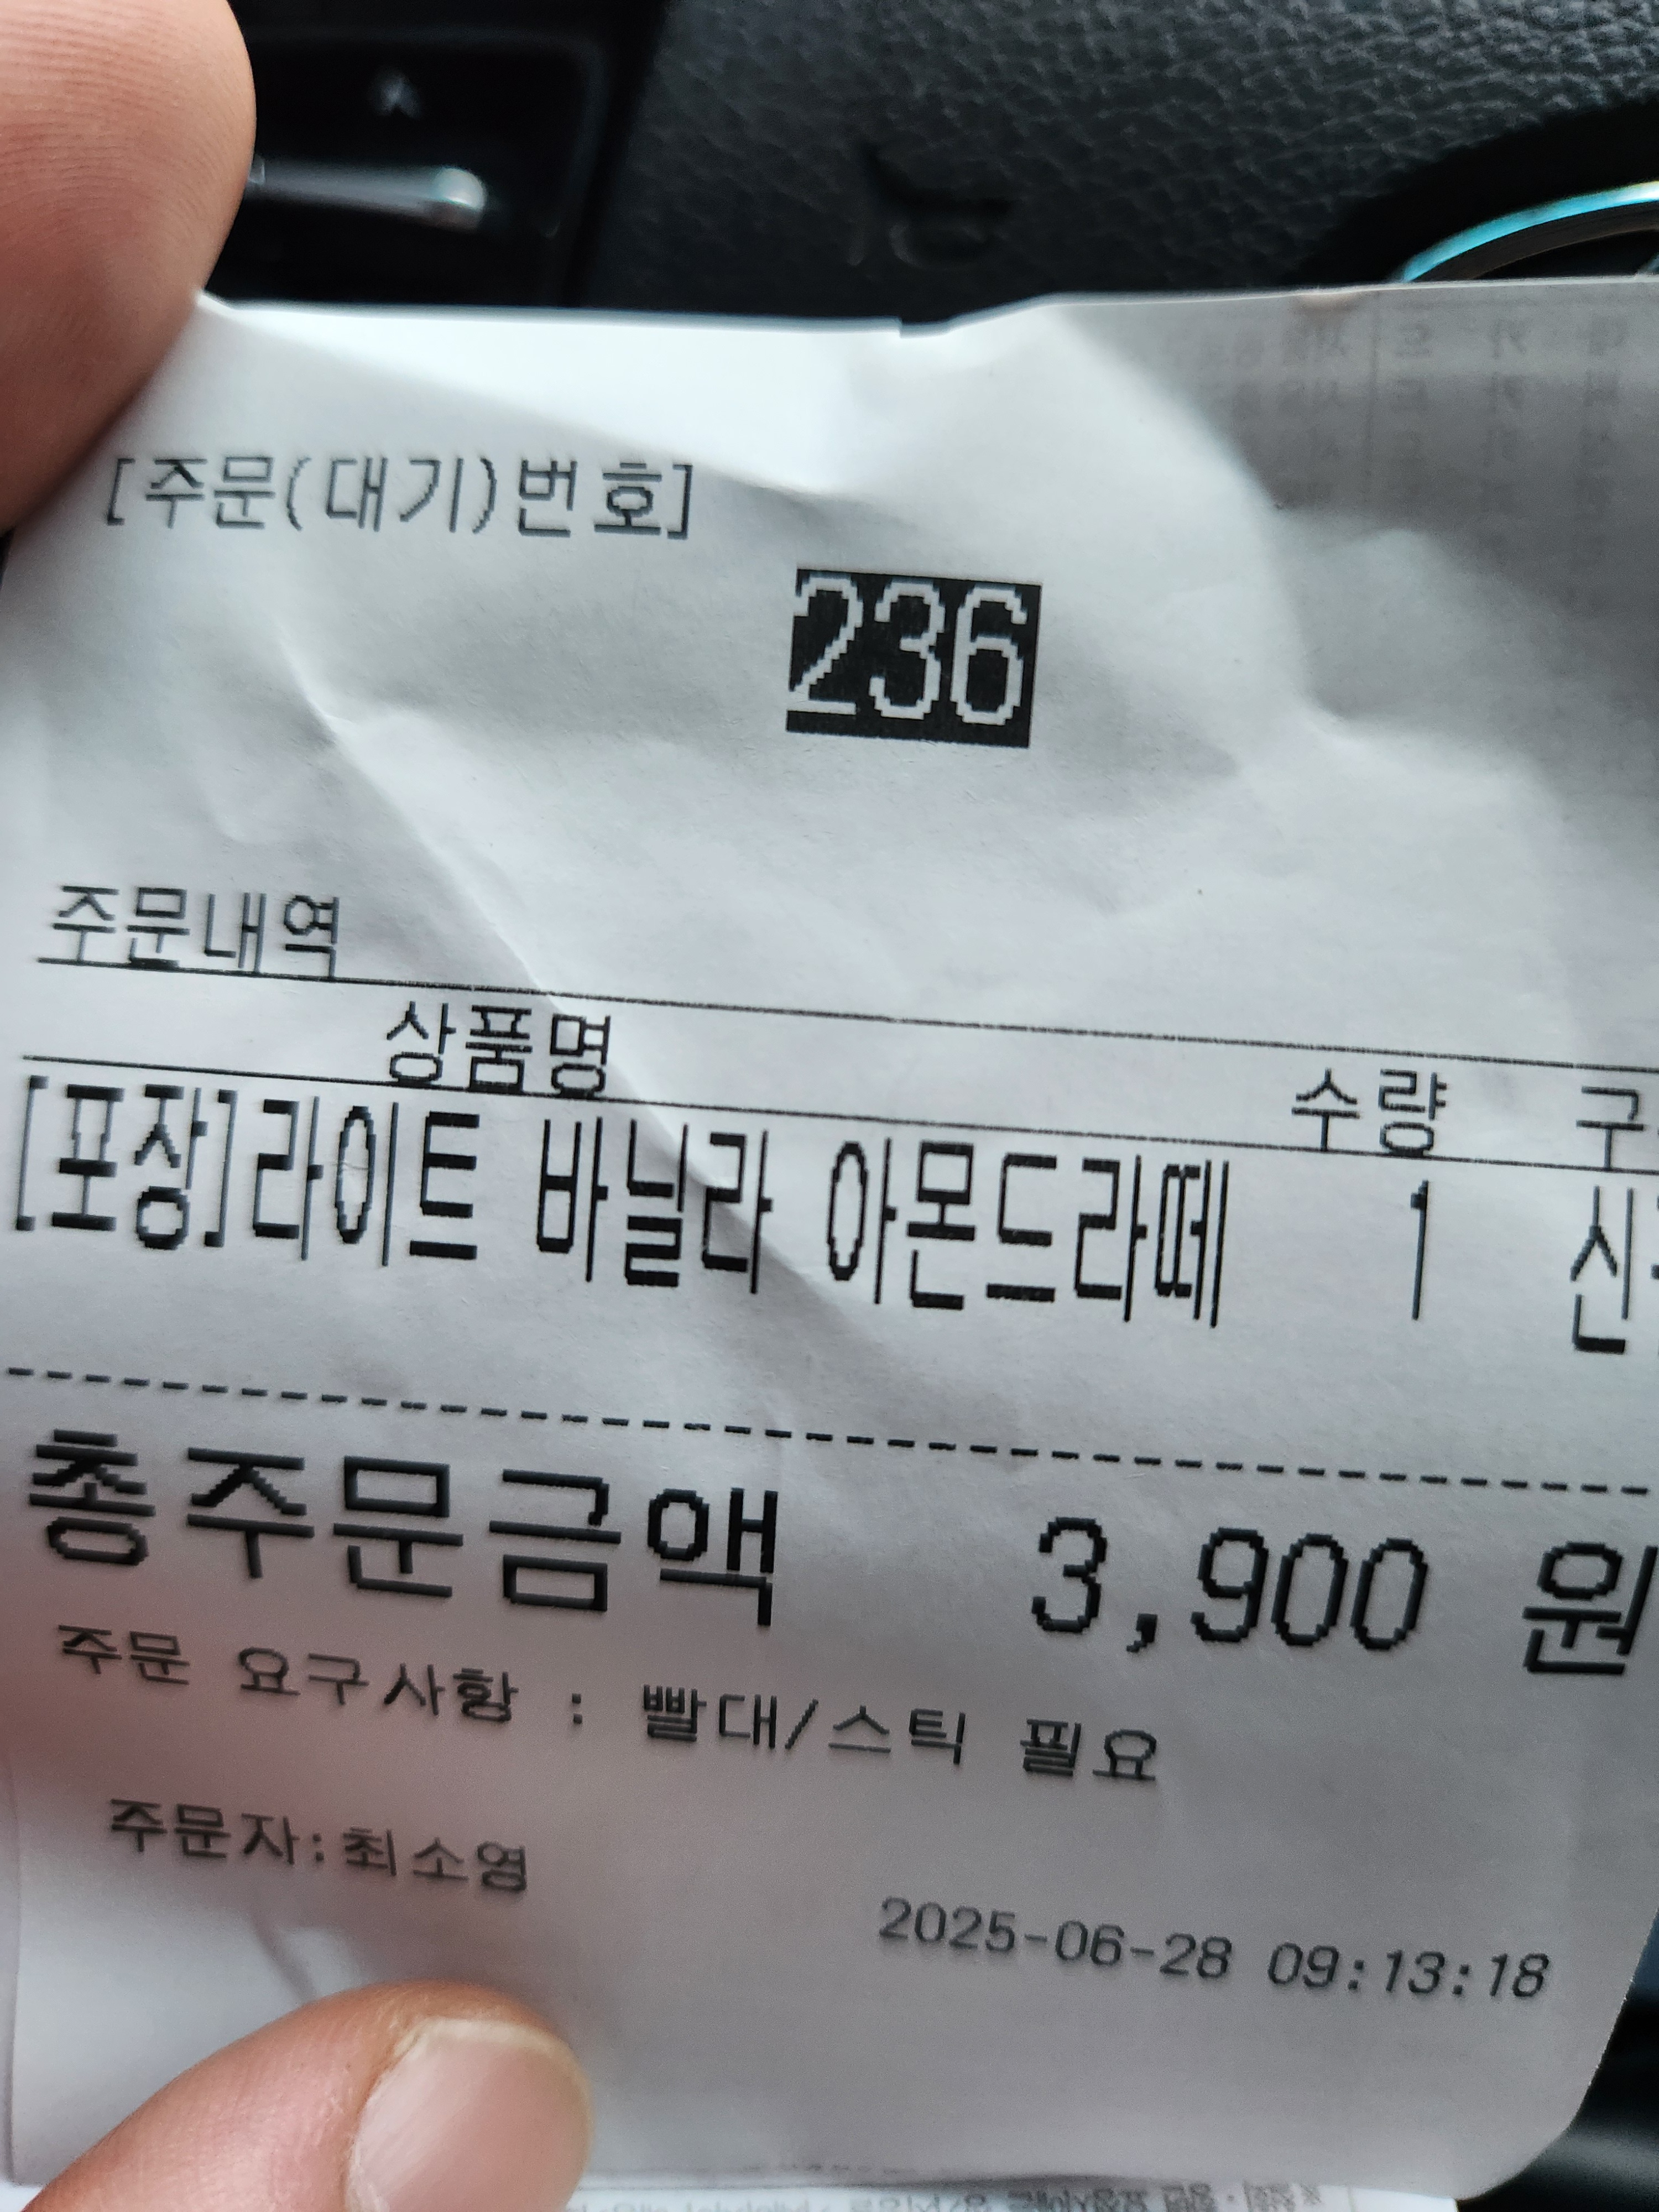 [주문(대기)번호]
236
주문내역
상품명 수량
[포장]라이트 바닐라 아몬드라떼 1
총주문금액 3,900 원
주문 요구사항 : 빨대/스틱 필요
주문자:최소영
2025-06-28 09:13:18